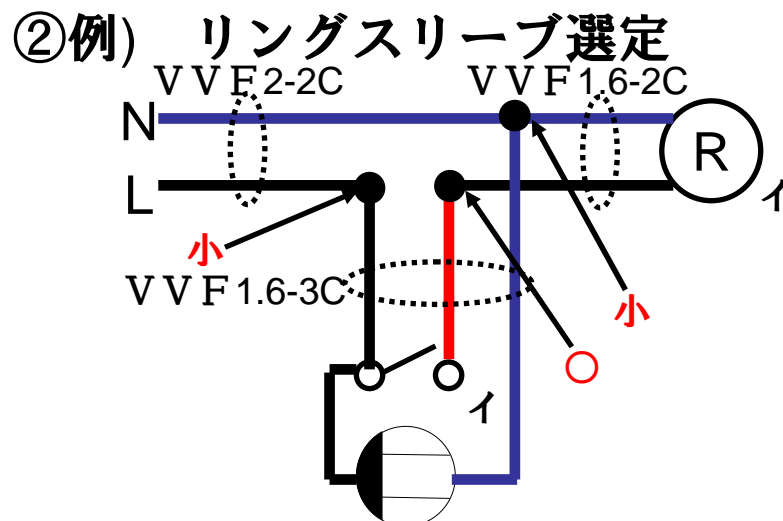 ②例) リングスリーブ選定
ＶＶＦ2-2C ＶＶＦ1.6-2C
N
R
L
イ
小
ＶＶＦ1.6-3C
小
○
イ